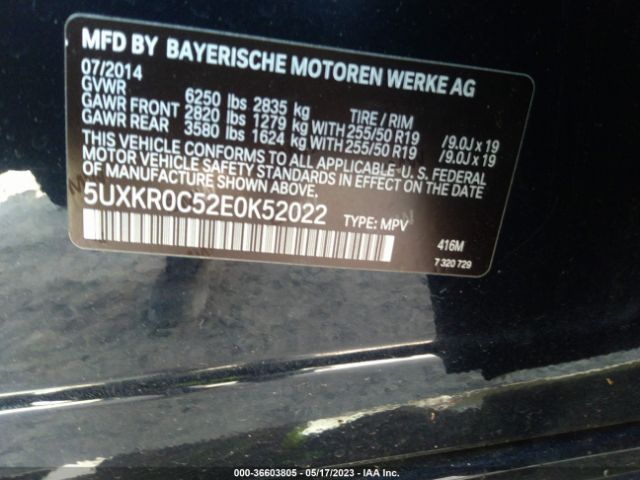 MFD BY BAYERISCHE MOTOREN WERKE AG
07/2014
GVWR 6250 lbs 2835 kg TIRE / RIM
GAWR FRONT 2820 lbs 1279 kg WITH 255/50 R19 /9.0J x 19
GAWR REAR 3580 lbs 1624 kg WITH 255/50 R19 /9.0J x 19
THIS VEHICLE CONFORMS TO ALL APPLICABLE U. S. FEDERAL
MOTOR VEHICLE SAFETY STANDARDS IN EFFECT ON THE DATE
OF MANUFACTURE SHOWN ABOVE.
5UXKR0C52E0K52022 TYPE: MPV
416M
7 320 729
000-36603805 - 05/17/2023 - IAA Inc.